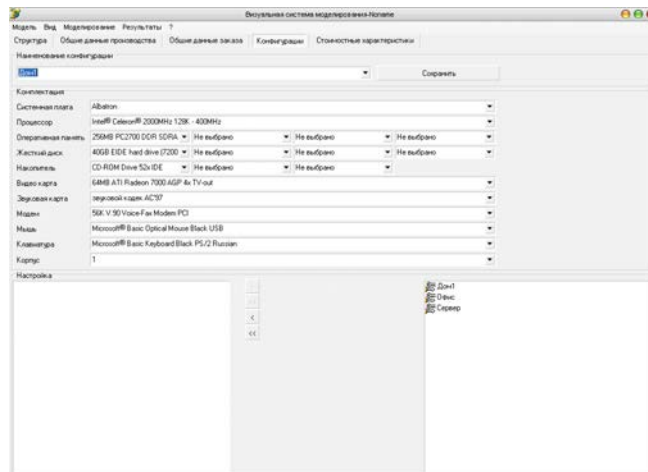 Визуальная система моделирования-Noname
Модель Вид Моделирование Результаты ?
Структура Общие данные производства Общие данные заказа Конфигурации Стоимостные характеристики
Наименование конфигурации
Дом1 Сохранить
Комплектация
Системная плата Albatron
Процессор Intel® Celeron® 2000MHz 128K - 400MHz
Оперативная память 256MB PC2700 DDR SDRA Не выбрано Не выбрано Не выбрано
Жесткий диск 40GB EIDE hard drive (7200 Не выбрано Не выбрано Не выбрано
Накопитель CD-ROM Drive 52x IDE Не выбрано Не выбрано
Видео карта 64MB ATI Radeon 7000 AGP 4x TV-out
Звуковая карта звуковой кодек AC'97
Модем 56K V.90 Voice-Fax Modem PCI
Мышь Microsoft® Basic Optical Mouse Black USB
Клавиатура Microsoft® Basic Keyboard Black PS/2 Russian
Корпус 1
Настройка
Дом1
Офис
Сервер
<
<<